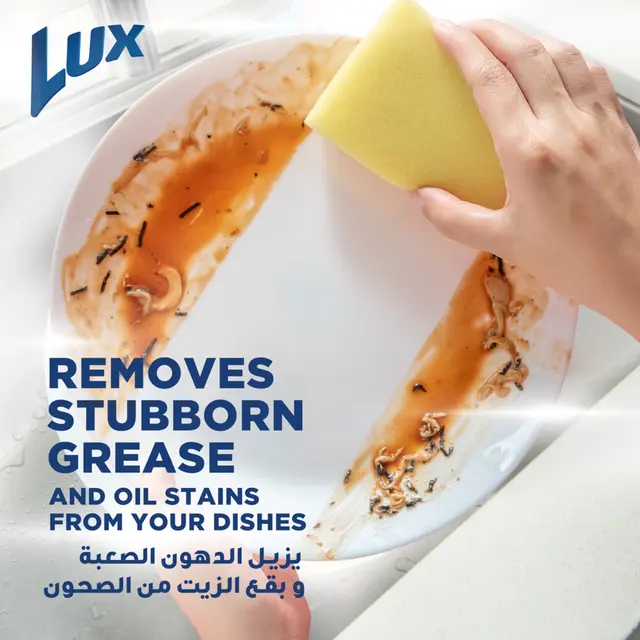 LUX
REMOVES
STUBBORN
GREASE
AND OIL STAINS
FROM YOUR DISHES
يزيل الدهون الصعبة
و بقع الزيت من الصحون